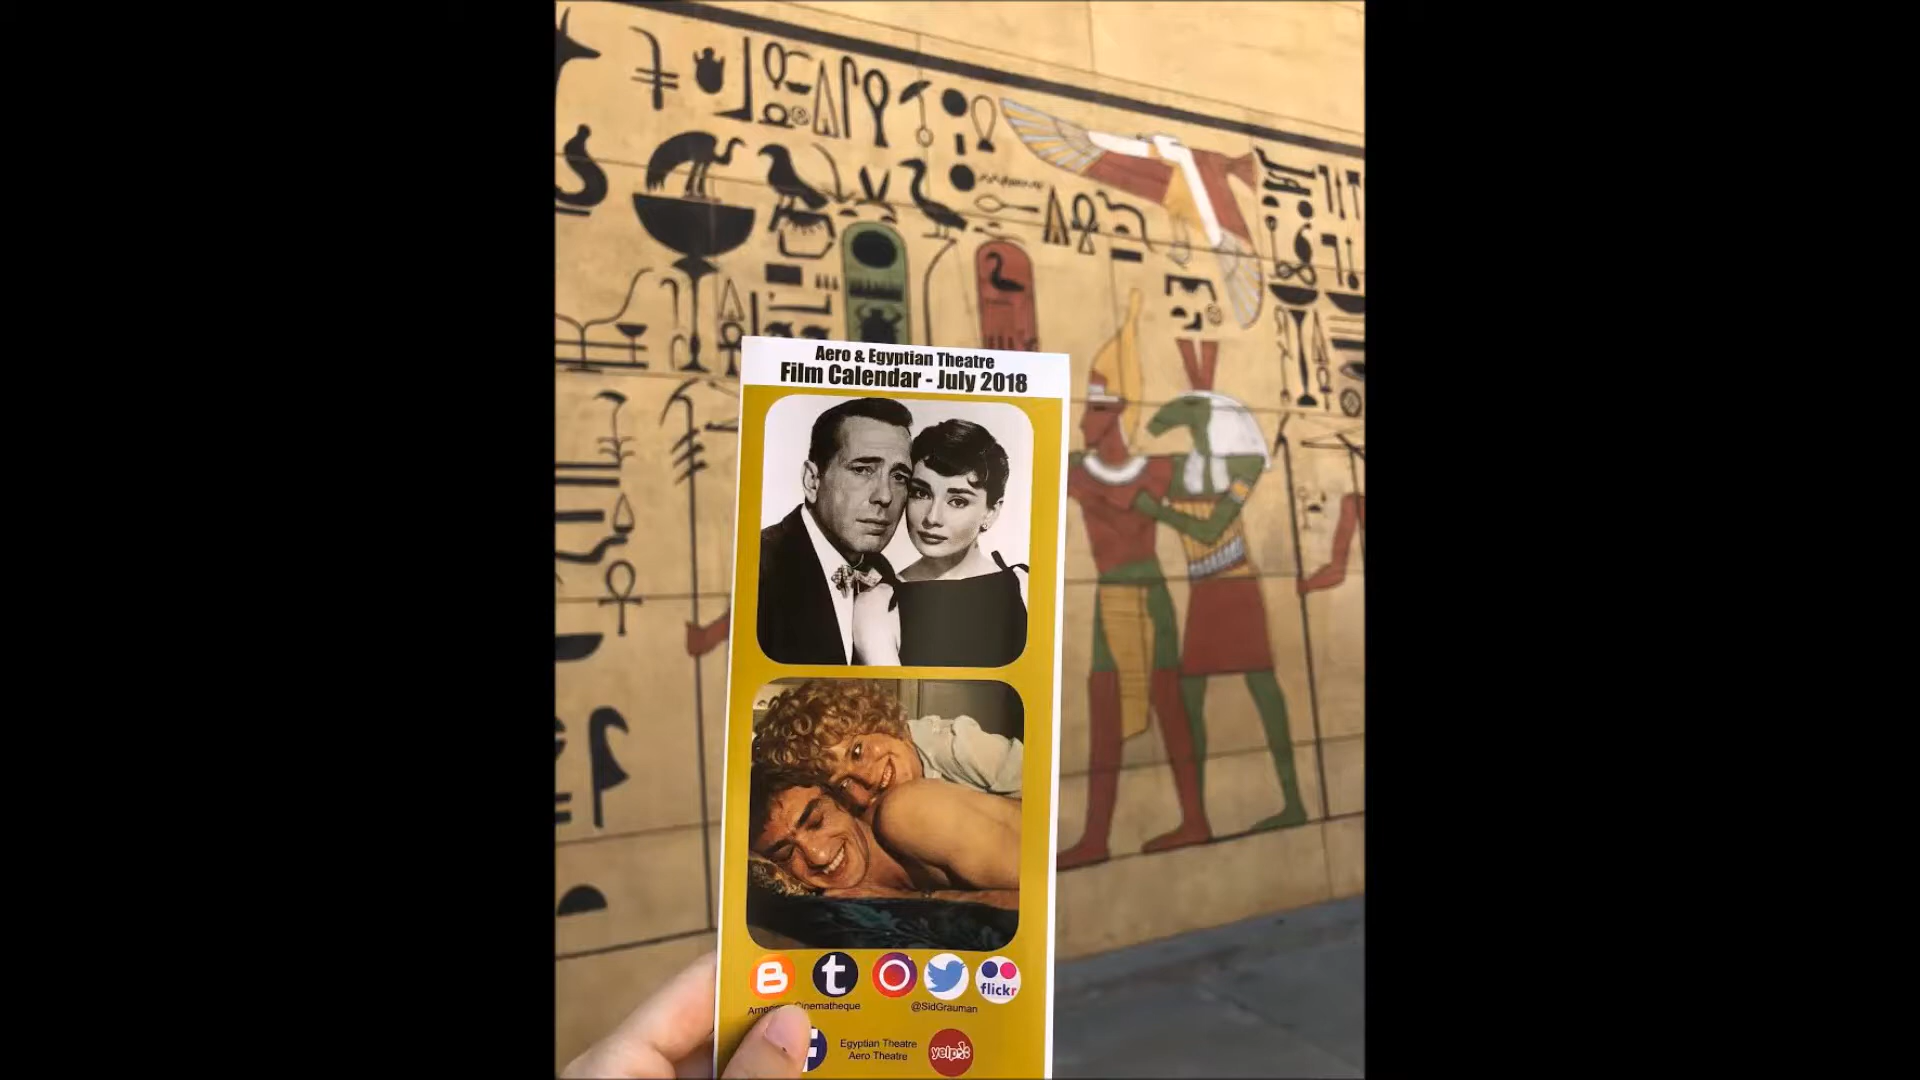 Aero & Egyptian Theatre
Film Calendar - July 2018
flickr
Cinematheque
@SidGrauman
Egyptian Theatre
Aero Theatre
yelp